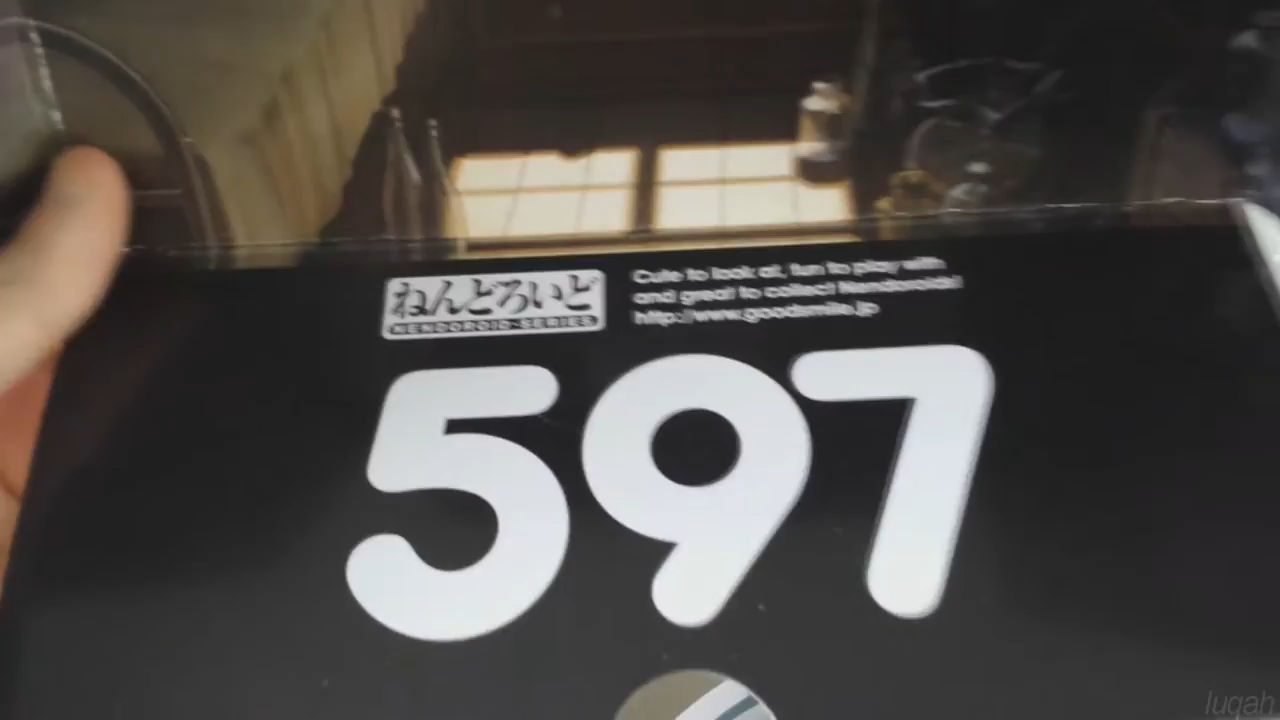 ねんどろいど
NENDOROID-SERIES
Cute to look at, fun to play with
and great to collect Nendoroids!
http://www.goodsmile.jp
597
lugah